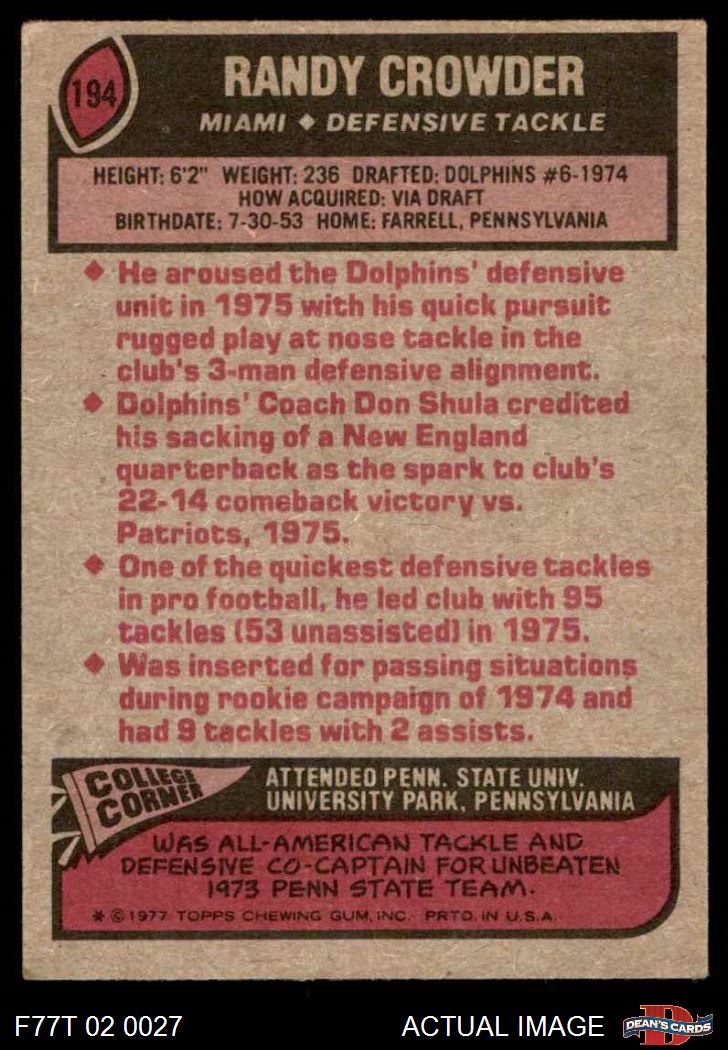 194
RANDY CROWDER
MIAMI ◆ DEFENSIVE TACKLE
HEIGHT: 6'2" WEIGHT: 236 DRAFTED: DOLPHINS #6-1974
HOW ACQUIRED: VIA DRAFT
BIRTHDATE: 7-30-53 HOME: FARRELL, PENNSYLVANIA
◆ He aroused the Dolphins' defensive
unit in 1975 with his quick pursuit
rugged play at nose tackle in the
club's 3-man defensive alignment.
◆ Dolphins' Coach Don Shula credited
his sacking of a New England
quarterback as the spark to club's
22-14 comeback victory vs.
Patriots, 1975.
◆ One of the quickest defensive tackles
in pro football, he led club with 95
tackles (53 unassisted) in 1975.
◆ Was inserted for passing situations
during rookie campaign of 1974 and
had 9 tackles with 2 assists.
COLLEGE
CORNER
ATTENDED PENN. STATE UNIV.
UNIVERSITY PARK, PENNSYLVANIA
WAS ALL-AMERICAN TACKLE AND
DEFENSIVE CO-CAPTAIN FOR UNBEATEN
1973 PENN STATE TEAM.
* © 1977 TOPPS CHEWING GUM, INC. PRTD. IN U.S.A.
F77T 02 0027
ACTUAL IMAGE
D
DEAN'S CARDS